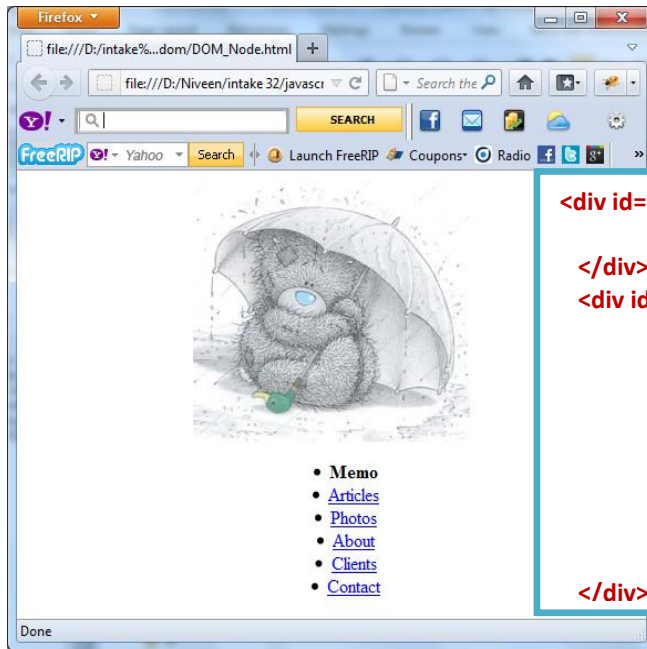 Firefox
file:///D:/intake%...dom/DOM_Node.html
file:///D:/Niveen/intake 32/javascr
Search the
Y!
SEARCH
FreeRIP Y! Yahoo Search Launch FreeRIP Coupons Radio »
<div id=
</div>
<div id
• Memo
• Articles
• Photos
• About
• Clients
• Contact
</div>
Done